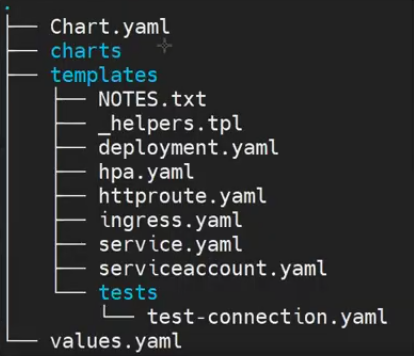 .
├── Chart.yaml
├── charts
├── templates
│   ├── NOTES.txt
│   ├── _helpers.tpl
│   ├── deployment.yaml
│   ├── hpa.yaml
│   ├── httproute.yaml
│   ├── ingress.yaml
│   ├── service.yaml
│   ├── serviceaccount.yaml
│   └── tests
│       └── test-connection.yaml
└── values.yaml